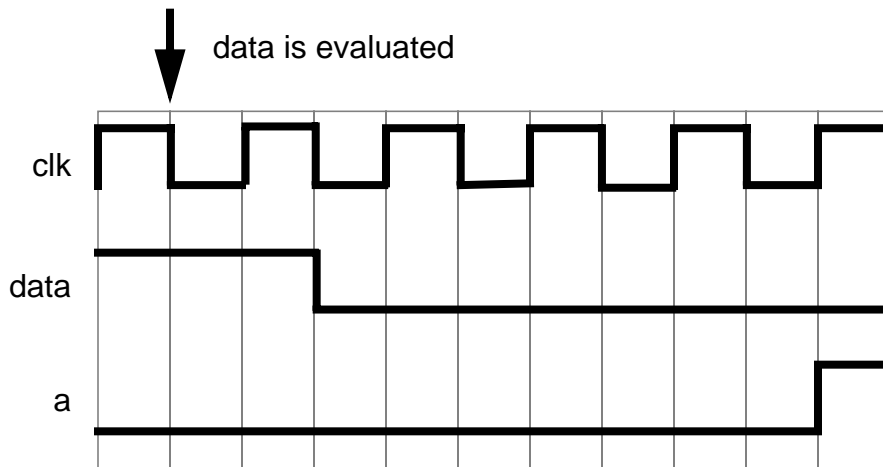 data is evaluated
clk
data
a